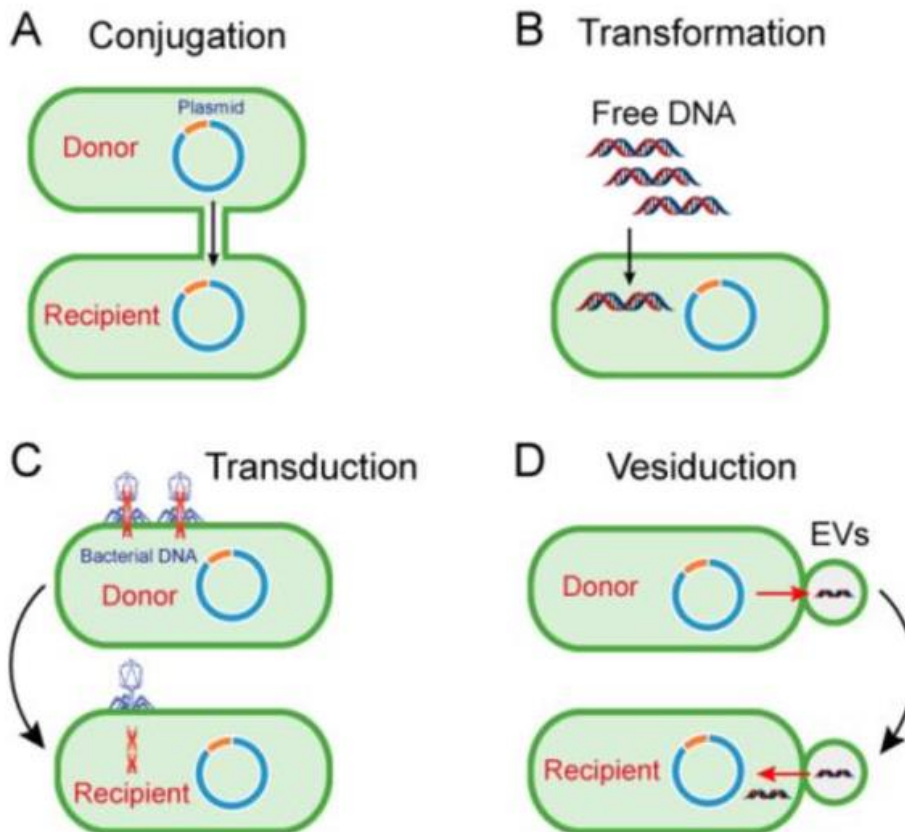 A Conjugation
Plasmid
Donor
Recipient
B Transformation
Free DNA
C Transduction
Bacterial DNA
Donor
Recipient
D Vesiduction
EVs
Donor
Recipient